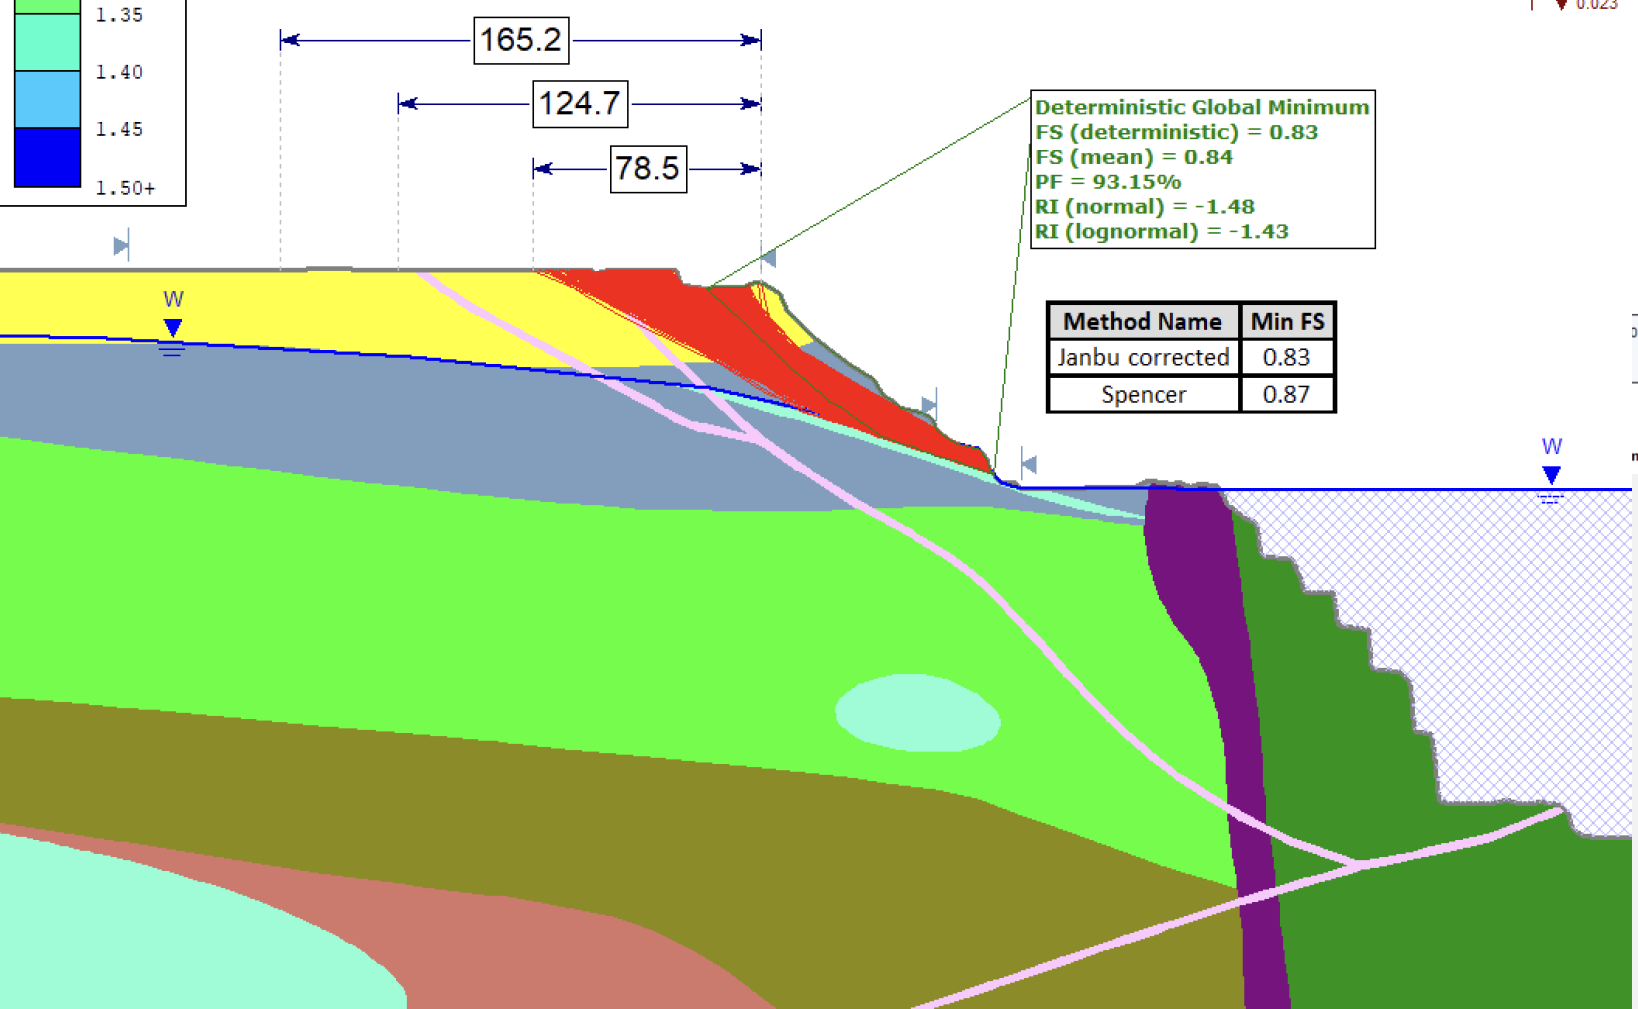 1.35
1.40
1.45
1.50+
0.023
165.2
124.7
78.5
Deterministic Global Minimum
FS (deterministic) = 0.83
FS (mean) = 0.84
PF = 93.15%
RI (normal) = -1.48
RI (lognormal) = -1.43
W
Method Name Min FS
Janbu corrected 0.83
Spencer 0.87
W